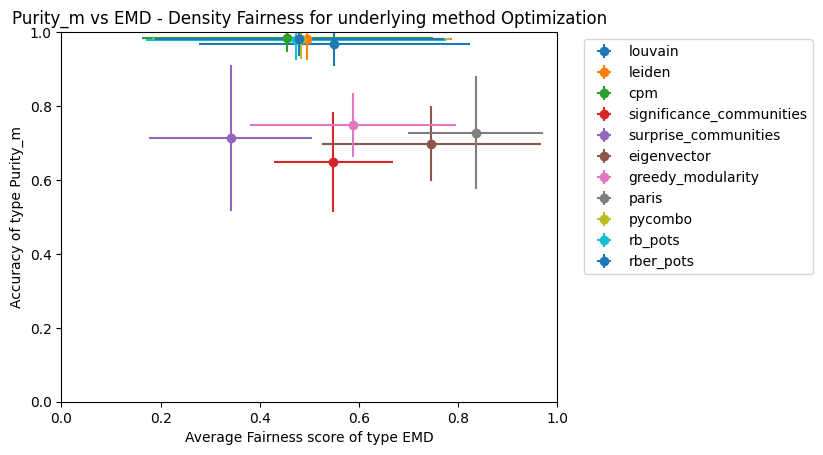 Purity_m vs EMD - Density Fairness for underlying method Optimization
1.0
0.8
0.6
0.4
0.2
0.0
Accuracy of type Purity_m
0.0 0.2 0.4 0.6 0.8 1.0
Average Fairness score of type EMD
louvain
leiden
cpm
significance_communities
surprise_communities
eigenvector
greedy_modularity
paris
pycombo
rb_pots
rber_pots